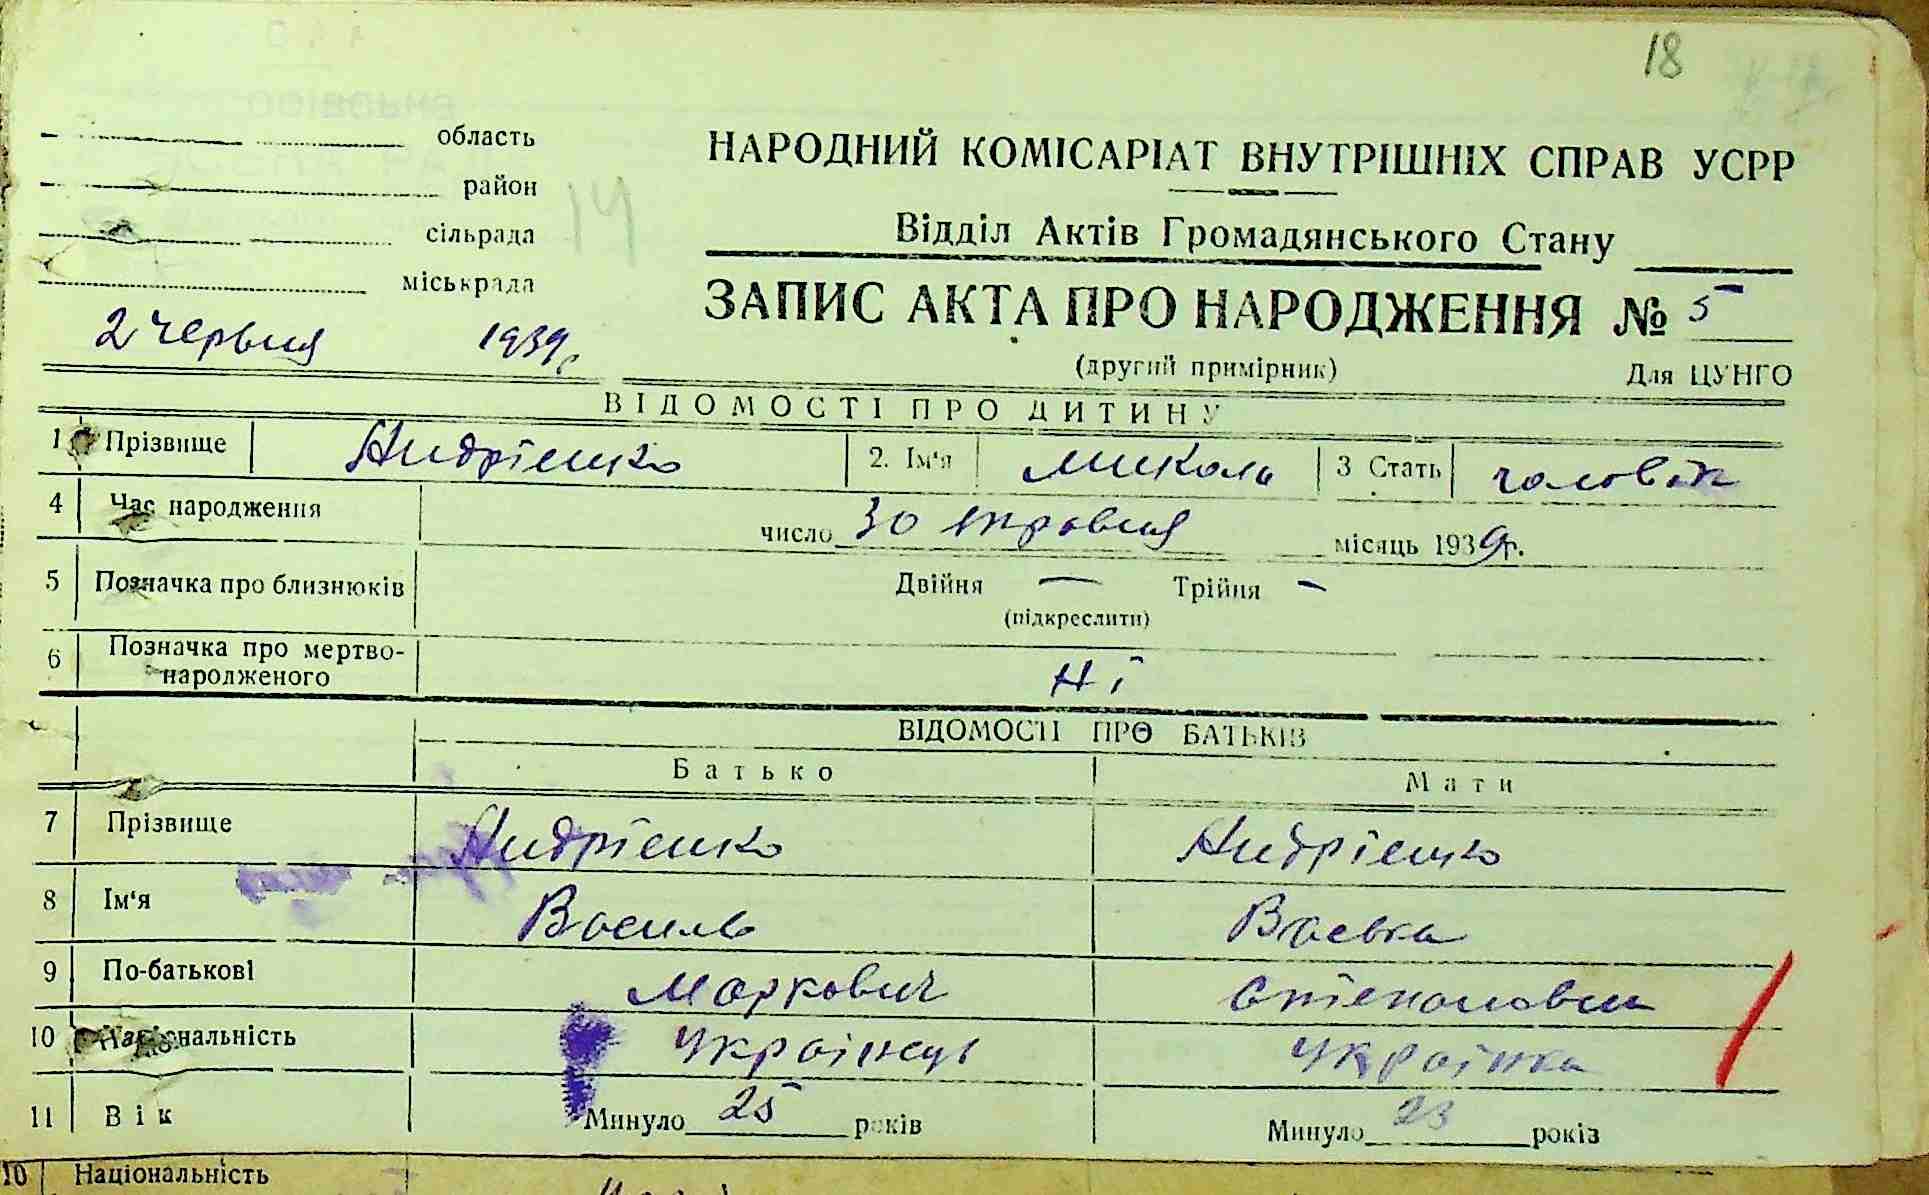 18
область
район
сільрада
міськрада
14
2 червня 1939г.
НАРОДНИЙ КОМІСАРІАТ ВНУТРІШНІХ СПРАВ УСРР
Відділ Актів Громадянського Стану
ЗАПИС АКТА ПРО НАРОДЖЕННЯ № 5
(другий примірник) Для ЦУНГО
ВІДОМОСТІ ПРО ДИТИНУ
1 Прізвище Андрієнко 2. Ім'я Микола 3 Стать чоловік
4 Час народження число 30 травня місяць 1939г.
5 Позначка про близнюків Двійня — Трійня –
(підкреслити)
6 Позначка про мертво-
народженого Ні
ВІДОМОСТІ ПРО БАТЬКІВ
Батько Мати
7 Прізвище Андрієнко Андрієнко
8 Ім'я Василь
9 По-батькові Маркович
10 Національність Українець Українка
11 Вік Минуло 25 років Минуло 23 років
10 Національність